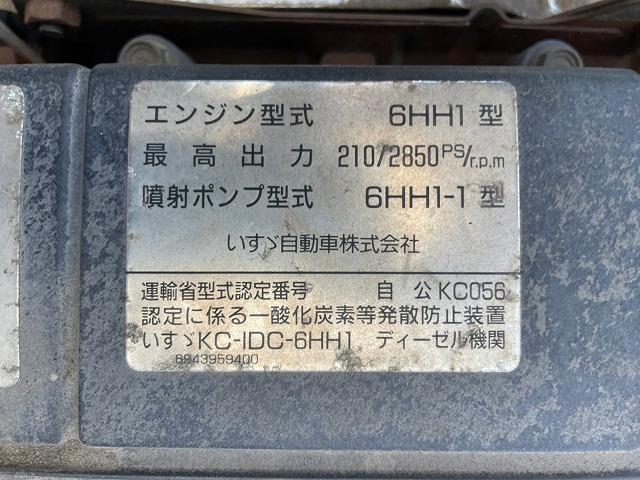 エンジン型式 6HH1 型
最高出力 210/2850PS/r.p.m
噴射ポンプ型式 6HH1-1 型
いすゞ自動車株式会社
運輸省型式認定番号 自公KC056
認定に係る一酸化炭素等発散防止装置
いすゞKC-IDC-6HH1 ディーゼル機関
8943959400